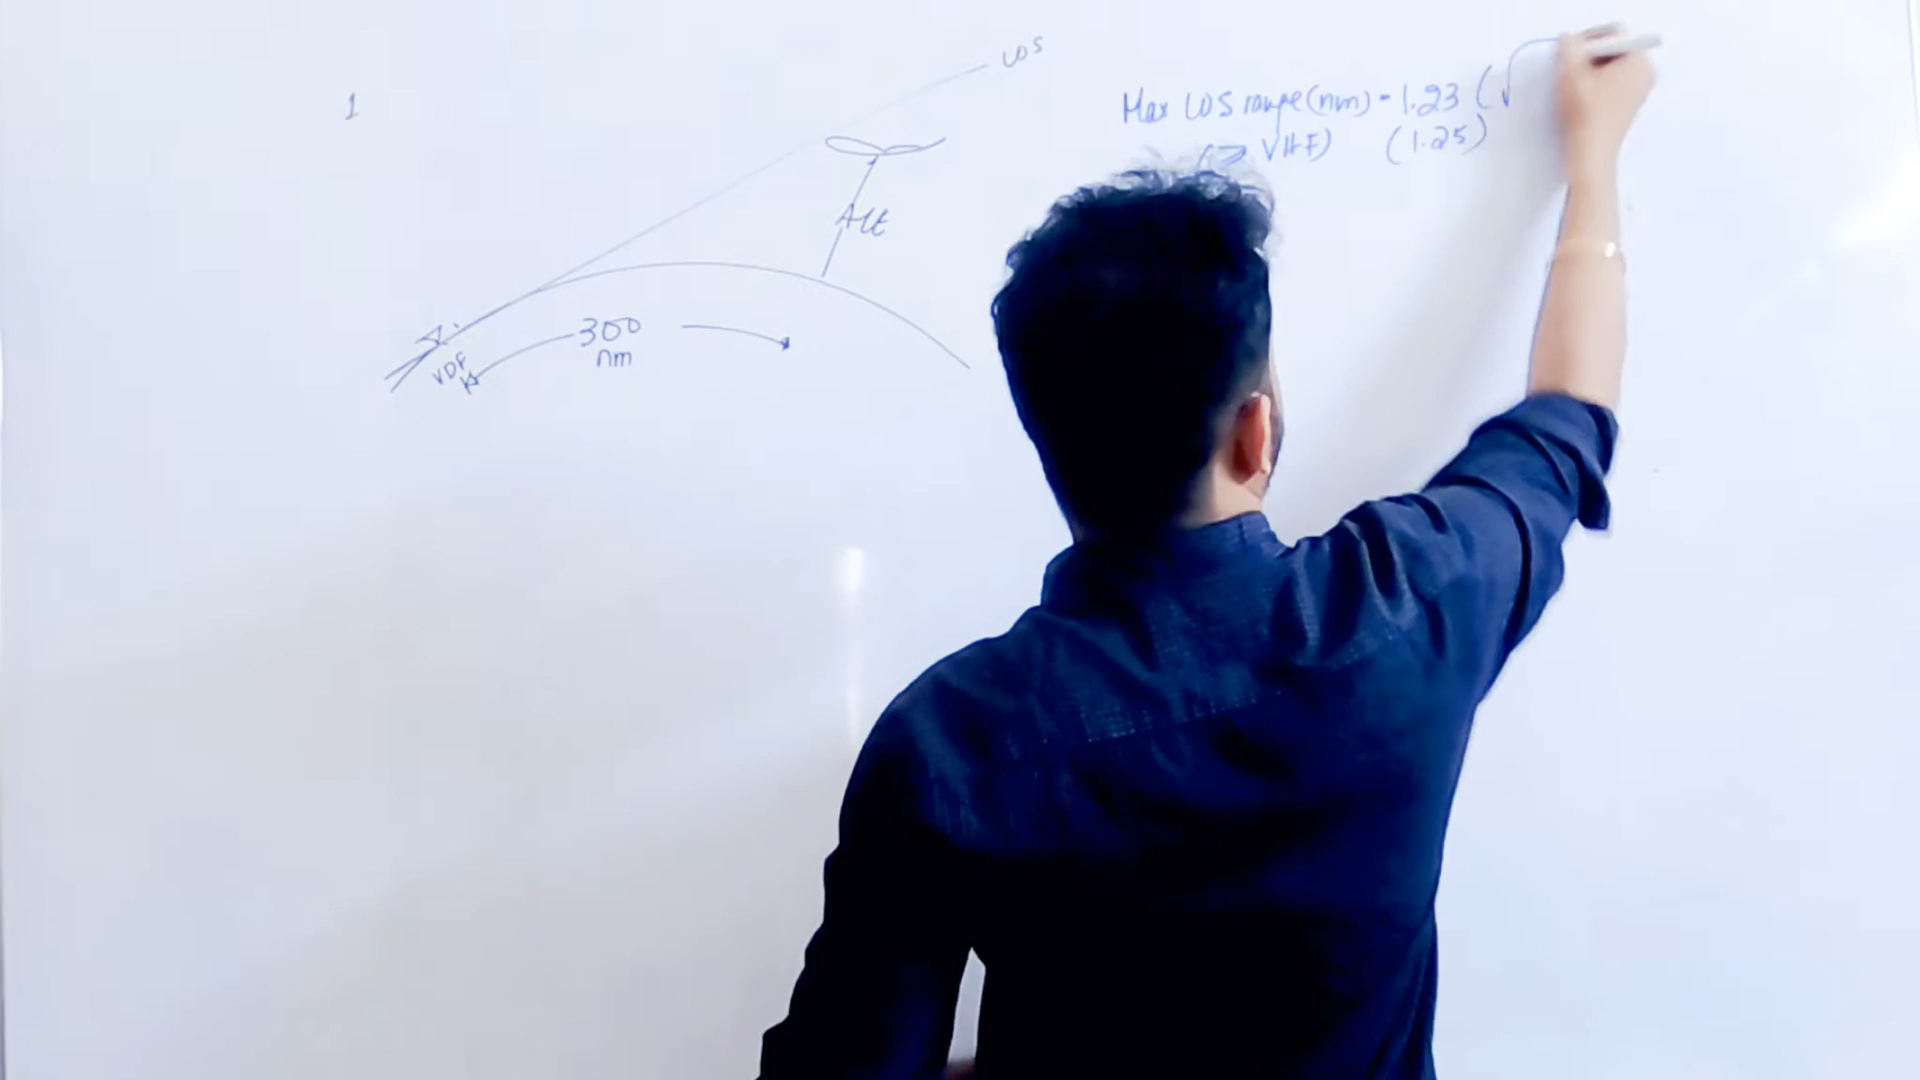 1
LOS
Alt
VDF
300
nm
Max LOS range(nm) = 1.23 (√
VHF) (1.25)